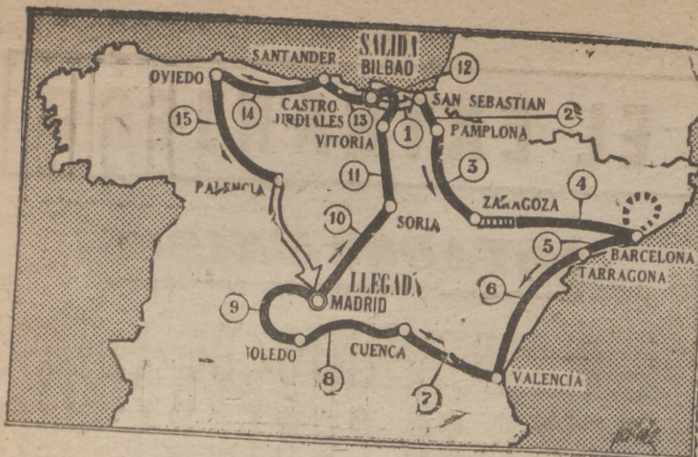 SALIDA
BILBAO
12
SANTANDER
OVIEDO
SAN SEBASTIAN
14
CASTRO
13
2
15
VITORIA
1
PAMPLONA
11
3
PALENCIA
ZARAGOZA
4
10
SORIA
5
BARCELONA
6
TARRAGONA
LLEGADA
9
MADRID
TOLEDO
8
CUENCA
7
VALENCIA